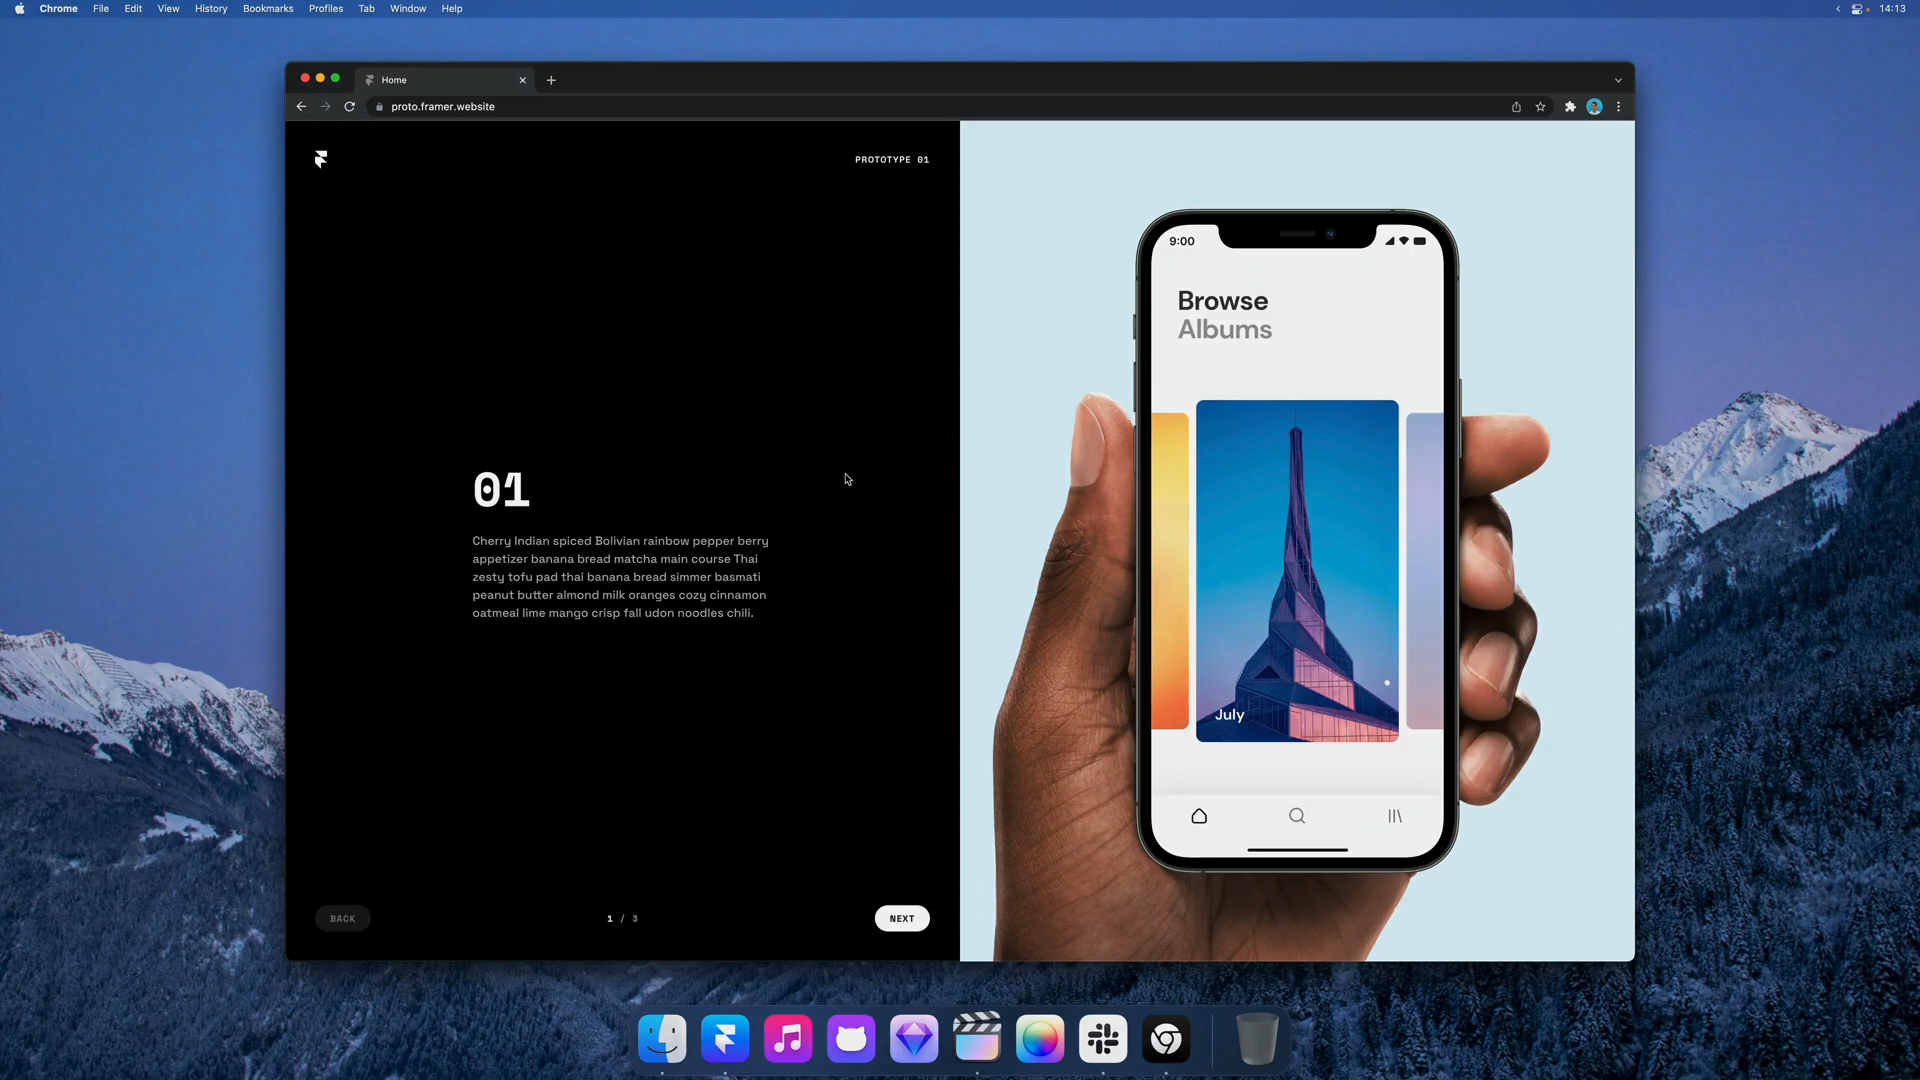 Chrome File Edit View History Bookmarks Profiles Tab Window Help
14:13
Home
proto.framer.website
PROTOTYPE 01
01
Cherry Indian spiced Bolivian rainbow pepper berry
appetizer banana bread matcha main course Thai
zesty tofu pad thai banana bread simmer basmati
peanut butter almond milk oranges cozy cinnamon
oatmeal lime mango crisp fall udon noodles chili.
BACK
1 / 3
NEXT
9:00
Browse
Albums
July